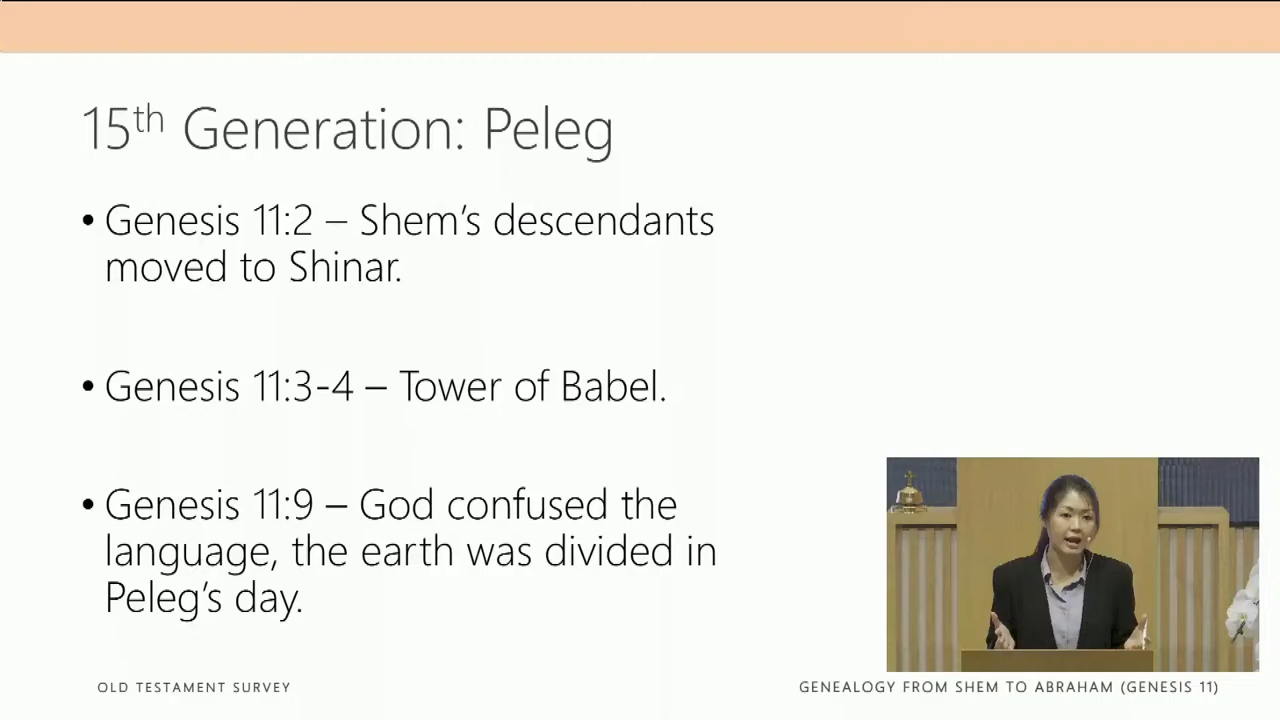 15th Generation: Peleg
• Genesis 11:2 – Shem’s descendants
moved to Shinar.
• Genesis 11:3-4 – Tower of Babel.
• Genesis 11:9 – God confused the
language, the earth was divided in
Peleg’s day.
OLD TESTAMENT SURVEY
GENEALOGY FROM SHEM TO ABRAHAM (GENESIS 11)